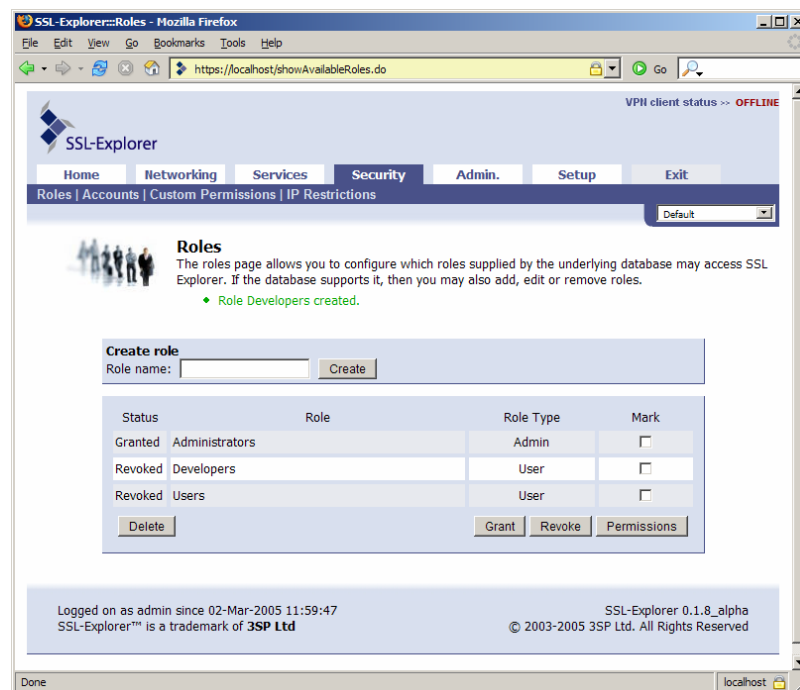 SSL-Explorer:::Roles - Mozilla Firefox
File Edit View Go Bookmarks Tools Help
https://localhost/showAvailableRoles.do Go
VPN client status >> OFFLINE
SSL-Explorer
Home Networking Services Security Admin. Setup Exit
Roles | Accounts | Custom Permissions | IP Restrictions
Default
Roles
The roles page allows you to configure which roles supplied by the underlying database may access SSL
Explorer. If the database supports it, then you may also add, edit or remove roles.
Role Developers created.
Create role
Role name: Create
Status Role Role Type Mark
Granted Administrators Admin
Revoked Developers User
Revoked Users User
Delete Grant Revoke Permissions
Logged on as admin since 02-Mar-2005 11:59:47 SSL-Explorer 0.1.8_alpha
SSL-Explorer™ is a trademark of 3SP Ltd © 2003-2005 3SP Ltd. All Rights Reserved
Done localhost